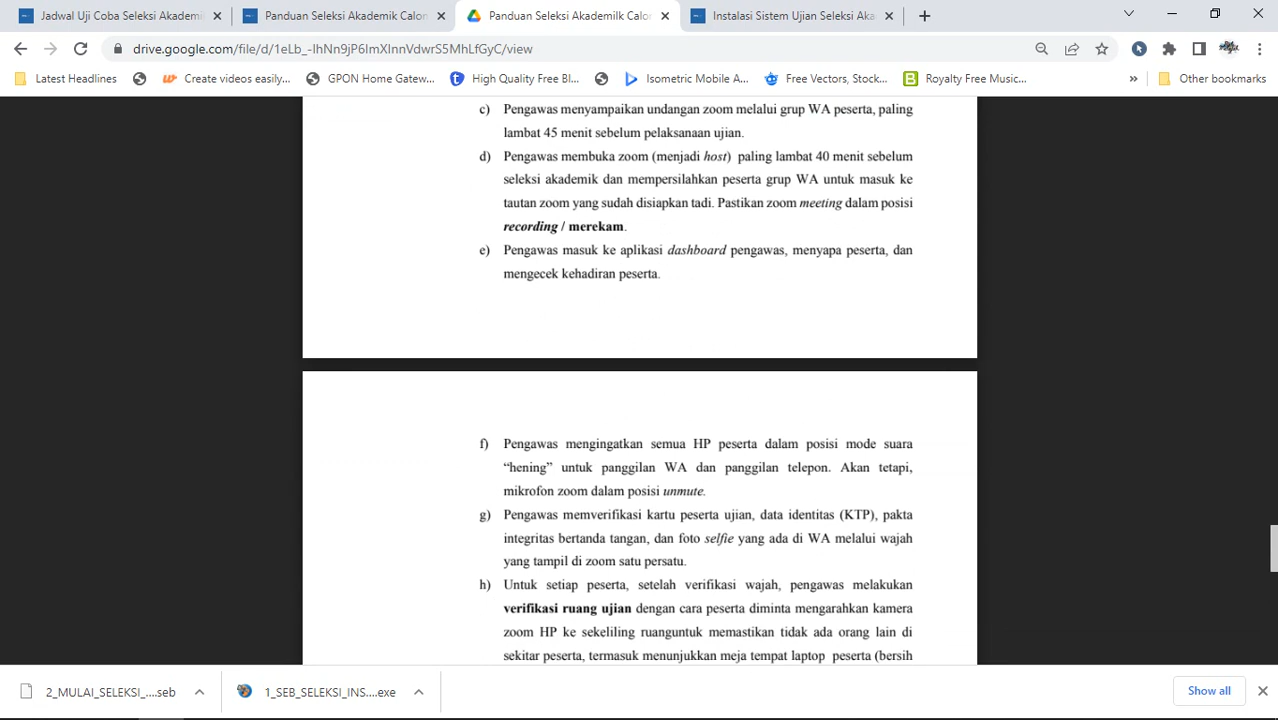 Jadwal Uji Coba Seleksi Akademi
Panduan Seleksi Akademik Calon
Panduan Seleksi Akademilk Calon
Instalasi Sistem Ujian Seleksi Aka
drive.google.com/file/d/1eLb_-IhNn9jP6ImXInnVdwrS5MhLfGyC/view
Latest Headlines
Create videos easily...
GPON Home Gatew...
High Quality Free Bl...
Isometric Mobile A...
Free Vectors, Stock...
Royalty Free Music...
»
Other bookmarks
c) Pengawas menyampaikan undangan zoom melalui grup WA peserta, paling
lambat 45 menit sebelum pelaksanaan ujian.
d) Pengawas membuka zoom (menjadi host) paling lambat 40 menit sebelum
seleksi akademik dan mempersilahkan peserta grup WA untuk masuk ke
tautan zoom yang sudah disiapkan tadi. Pastikan zoom meeting dalam posisi
recording / merekam.
e) Pengawas masuk ke aplikasi dashboard pengawas, menyapa peserta, dan
mengecek kehadiran peserta.
f) Pengawas mengingatkan semua HP peserta dalam posisi mode suara
“hening” untuk panggilan WA dan panggilan telepon. Akan tetapi,
mikrofon zoom dalam posisi unmute.
g) Pengawas memverifikasi kartu peserta ujian, data identitas (KTP), pakta
integritas bertanda tangan, dan foto selfie yang ada di WA melalui wajah
yang tampil di zoom satu persatu.
h) Untuk setiap peserta, setelah verifikasi wajah, pengawas melakukan
verifikasi ruang ujian dengan cara peserta diminta mengarahkan kamera
zoom HP ke sekeliling ruanguntuk memastikan tidak ada orang lain di
sekitar peserta, termasuk menunjukkan meja tempat laptop peserta (bersih
2_MULAI_SELEKSI_....seb
1_SEB_SELEKSI_INS....exe
Show all